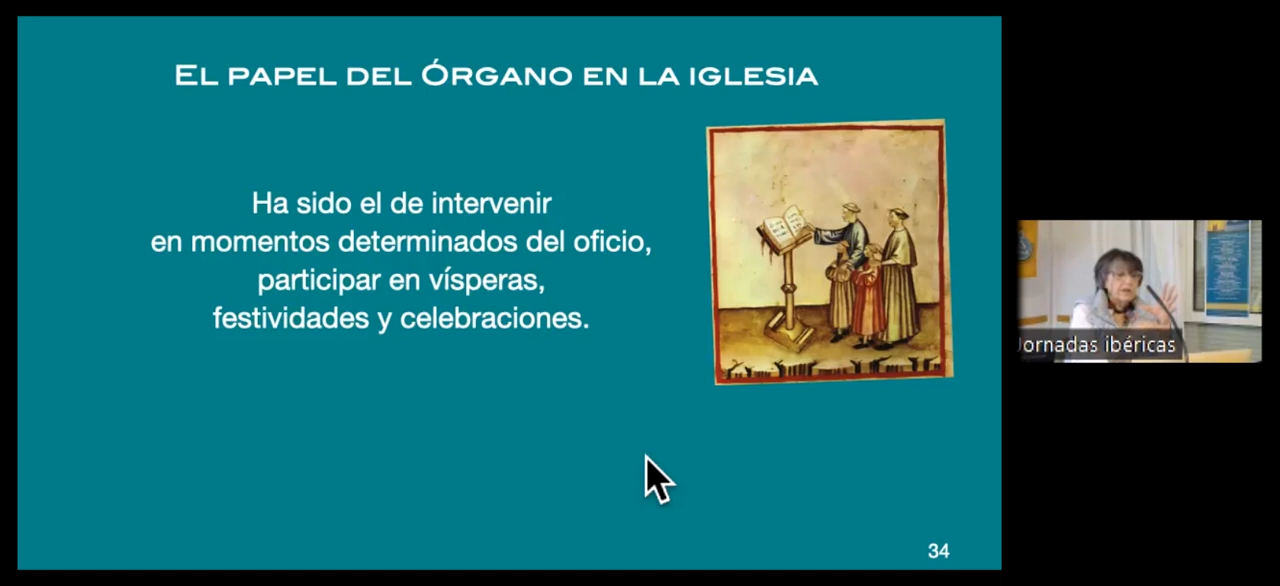 El papel del Órgano en la iglesia
Ha sido el de intervenir
en momentos determinados del oficio,
participar en vísperas,
festividades y celebraciones.
34
Jornadas ibéricas